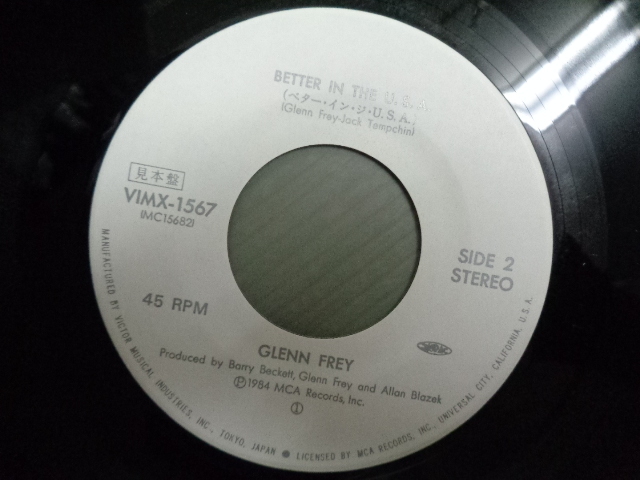 BETTER IN THE U.S.A.
(ベター・イン・ジ・U.S.A.)
(Glenn Frey-Jack Tempchin)
見本盤
VIMX-1567
(MC15682)
SIDE 2
STEREO
45 RPM
GLENN FREY
Produced by Barry Beckett, Glenn Frey and Allan Blazek
Ⓟ1984 MCA Records, Inc.
①
MANUFACTURED BY VICTOR MUSICAL INDUSTRIES, INC., TOKYO, JAPAN ● LICENSED BY MCA RECORDS, INC., UNIVERSAL CITY, CALIFORNIA, U.S.A.